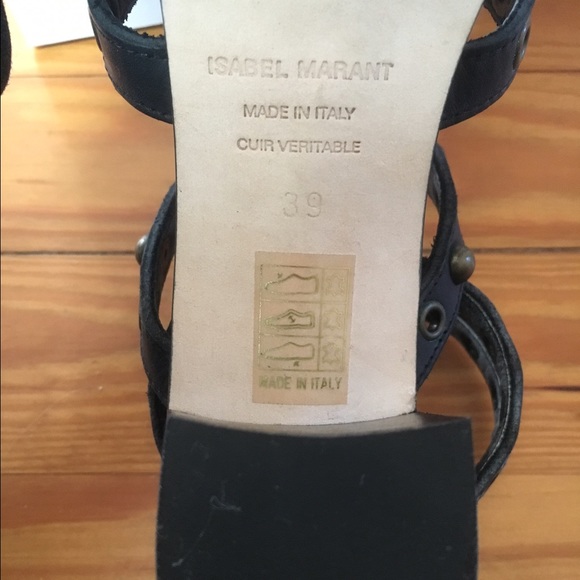 ISABEL MARANT
MADE IN ITALY
CUIR VERITABLE
39
MADE IN ITALY